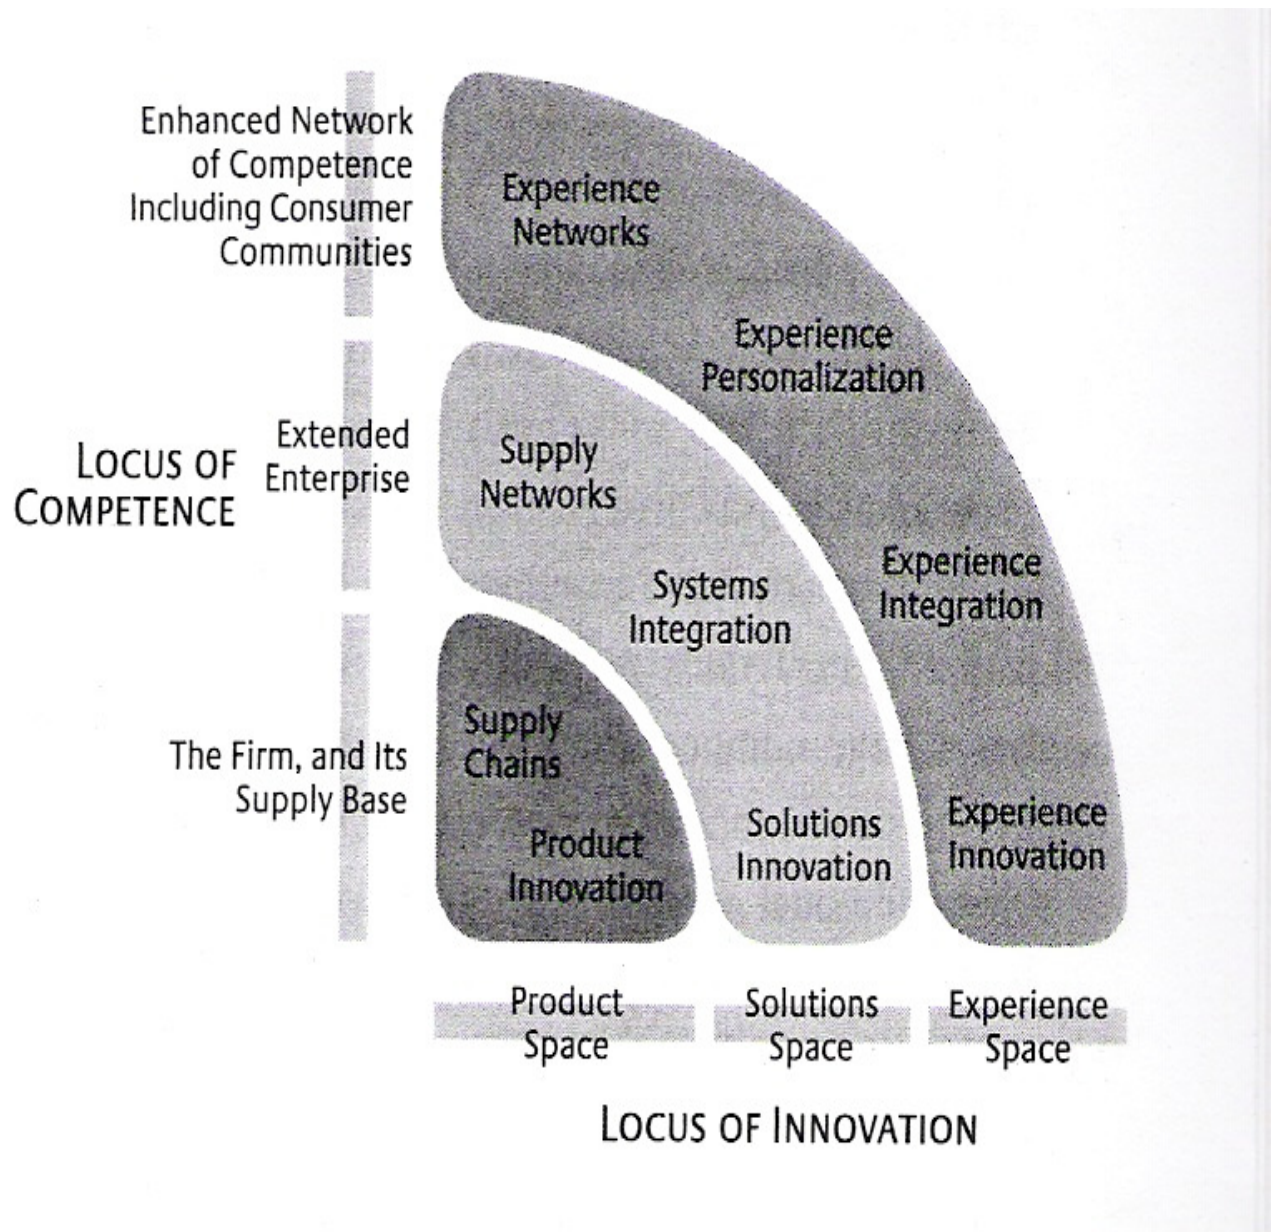 Enhanced Network
of Competence
Including Consumer
Communities
Experience
Networks
Experience
Personalization
Extended
Enterprise
LOCUS OF
COMPETENCE
Supply
Networks
Systems
Integration
Experience
Integration
The Firm, and Its
Supply Base
Supply
Chains
Product
Innovation
Solutions
Innovation
Experience
Innovation
Product
Space
Solutions
Space
Experience
Space
LOCUS OF INNOVATION